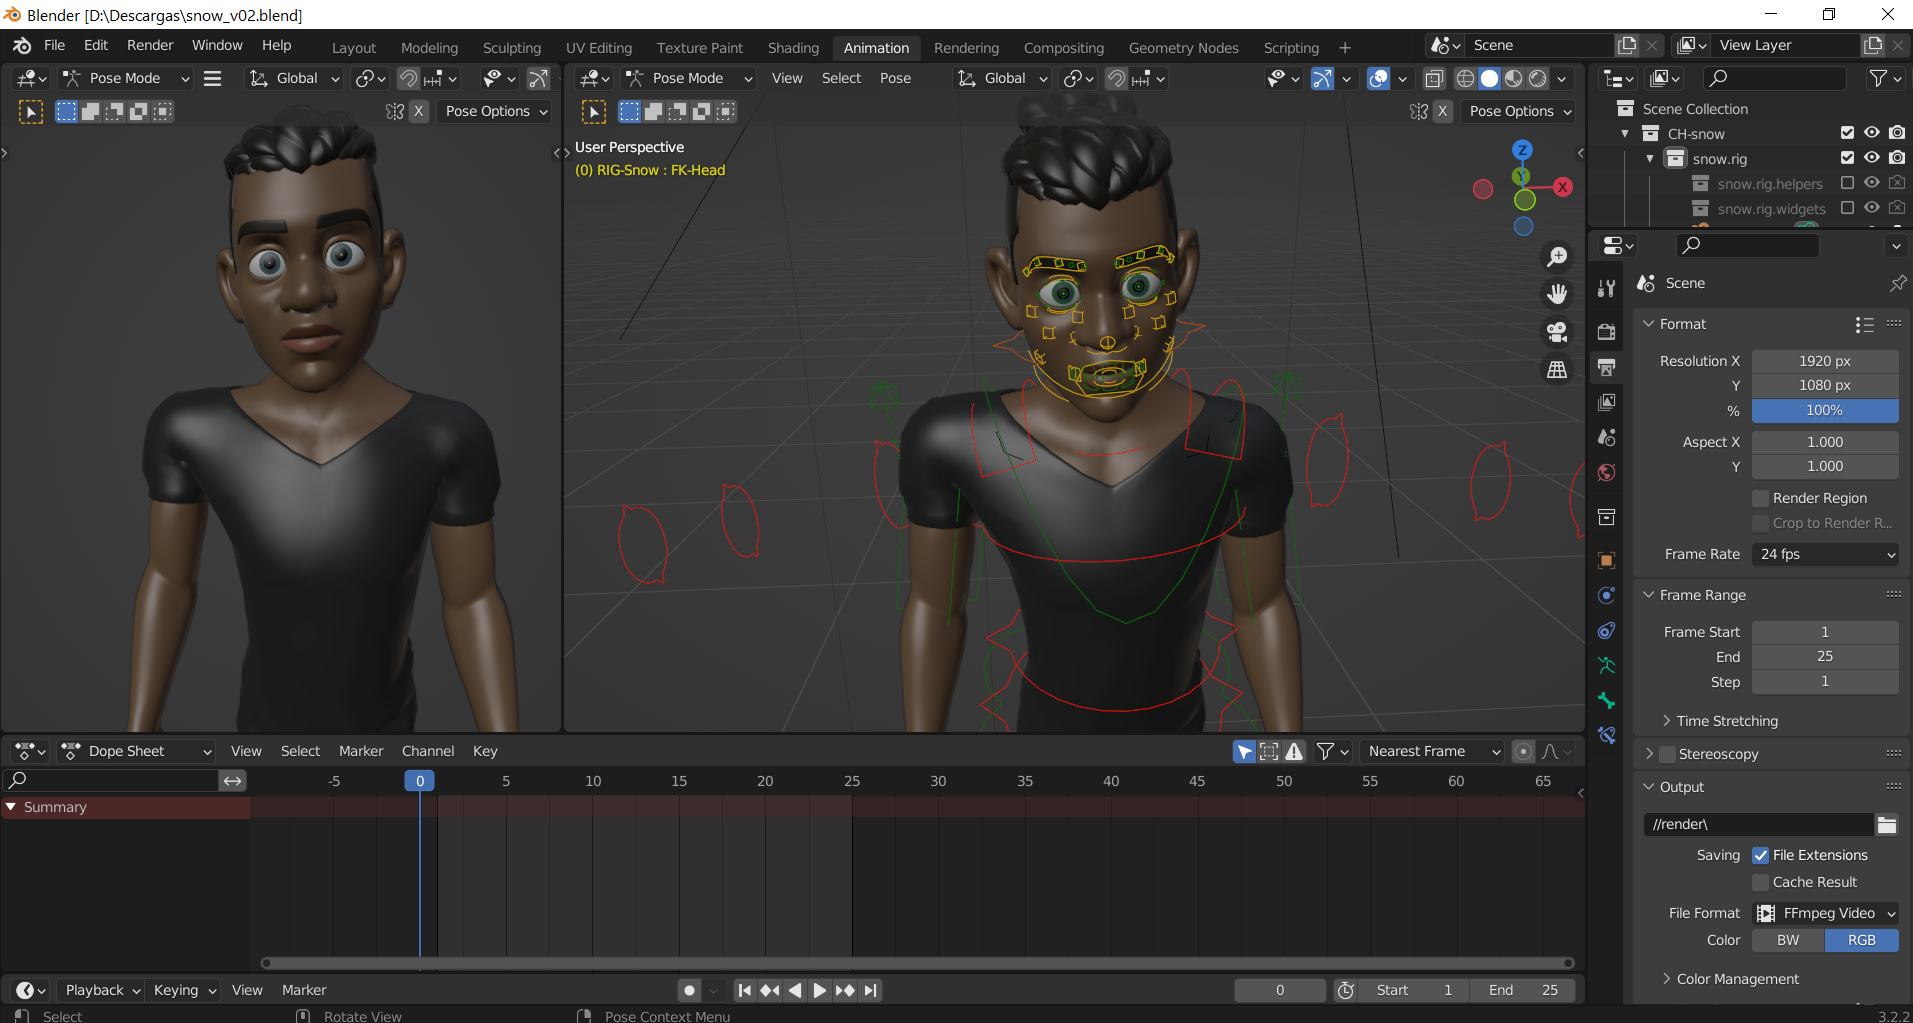 Blender [D:\Descargas\snow_v02.blend]
File Edit Render Window Help Layout Modeling Sculpting UV Editing Texture Paint Shading Animation Rendering Compositing Geometry Nodes Scripting + Scene View Layer
Pose Mode Global Pose Mode View Select Pose Global
X Pose Options X Pose Options
Scene Collection
CH-snow
snow.rig
snow.rig.helpers
snow.rig.widgets
User Perspective
(0) RIG-Snow : FK-Head
Z
Y
X
Scene
Format
Resolution X 1920 px
Y 1080 px
% 100%
Aspect X 1.000
Y 1.000
Render Region
Crop to Render R...
Frame Rate 24 fps
Frame Range
Frame Start 1
End 25
Step 1
Time Stretching
Stereoscopy
Output
//render\
Saving File Extensions
Cache Result
File Format FFmpeg Video
Color BW RGB
Color Management
Dope Sheet View Select Marker Channel Key Nearest Frame
-5 0 5 10 15 20 25 30 35 40 45 50 55 60 65
Summary
Playback Keying View Marker 0 Start 1 End 25
Select Rotate View Pose Context Menu 3.2.2